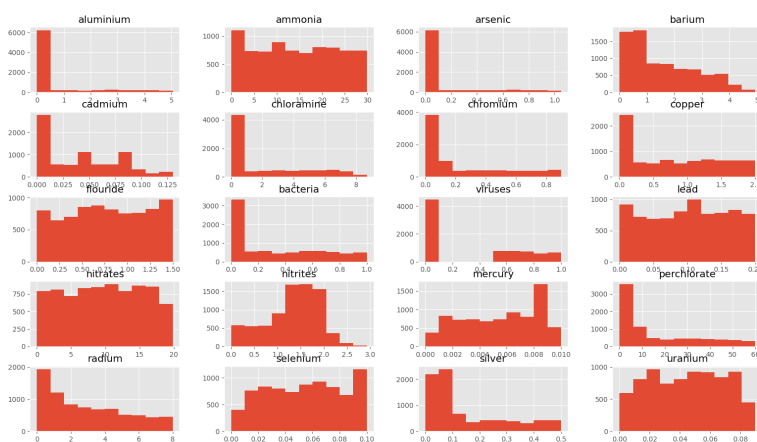 aluminium ammonia arsenic barium
6000 4000 2000 0 1000 500 0 6000 4000 2000 0 1500 1000 500 0
0 1 2 3 4 5 0 5 10 15 20 25 30 0.0 0.2 0.4 0.6 0.8 1.0 0 1 2 3 4 5
cadmium chloramine chromium copper
2000 1000 0 4000 2000 0 4000 2000 0 2000 1000 0
0.000 0.025 0.050 0.075 0.100 0.125 0 2 4 6 8 0.0 0.2 0.4 0.6 0.8 0.0 0.5 1.0 1.5 2.0
flouride bacteria viruses lead
1000 500 0 3000 2000 1000 0 4000 2000 0 1000 500 0
0.00 0.25 0.50 0.75 1.00 1.25 1.50 0.0 0.2 0.4 0.6 0.8 1.0 0.0 0.2 0.4 0.6 0.8 1.0 0.00 0.05 0.10 0.15 0.20
nitrates nitrites mercury perchlorate
750 500 250 0 1500 1000 500 0 1500 1000 500 0 3000 2000 1000 0
0 5 10 15 20 0.0 0.5 1.0 1.5 2.0 2.5 3.0 0.000 0.002 0.004 0.006 0.008 0.010 0 10 20 30 40 50 60
radium selenium silver uranium
2000 1000 0 1000 500 0 2000 1000 0 1000 500 0
0 2 4 6 8 0.00 0.02 0.04 0.06 0.08 0.10 0.0 0.1 0.2 0.3 0.4 0.5 0.00 0.02 0.04 0.06 0.08